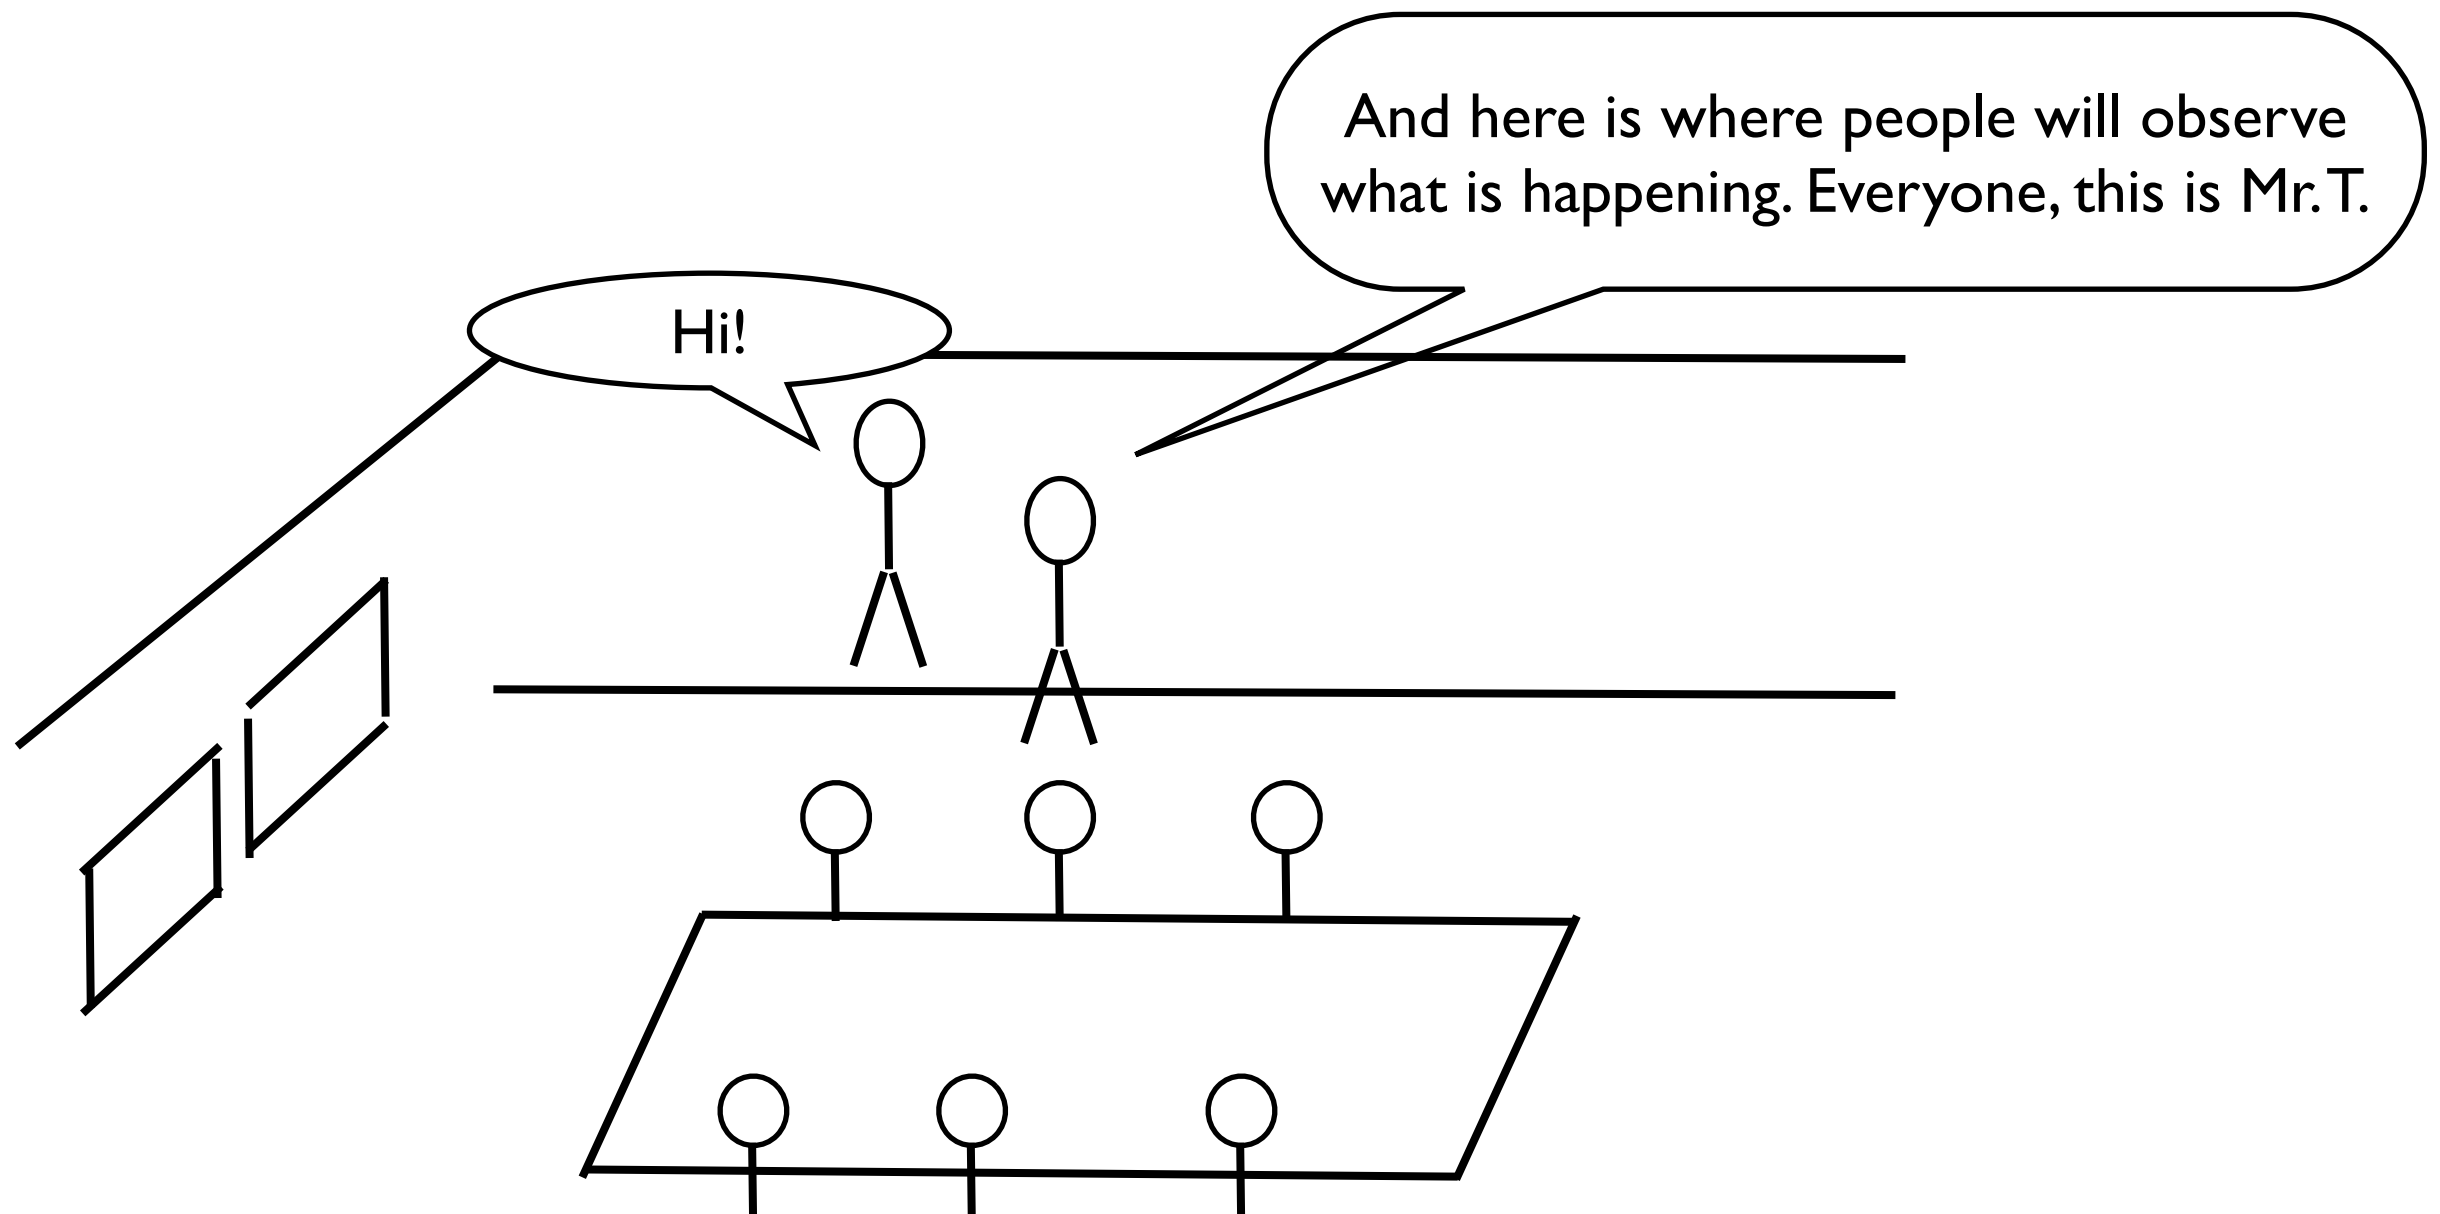 And here is where people will observe
what is happening. Everyone, this is Mr. T.
Hi!